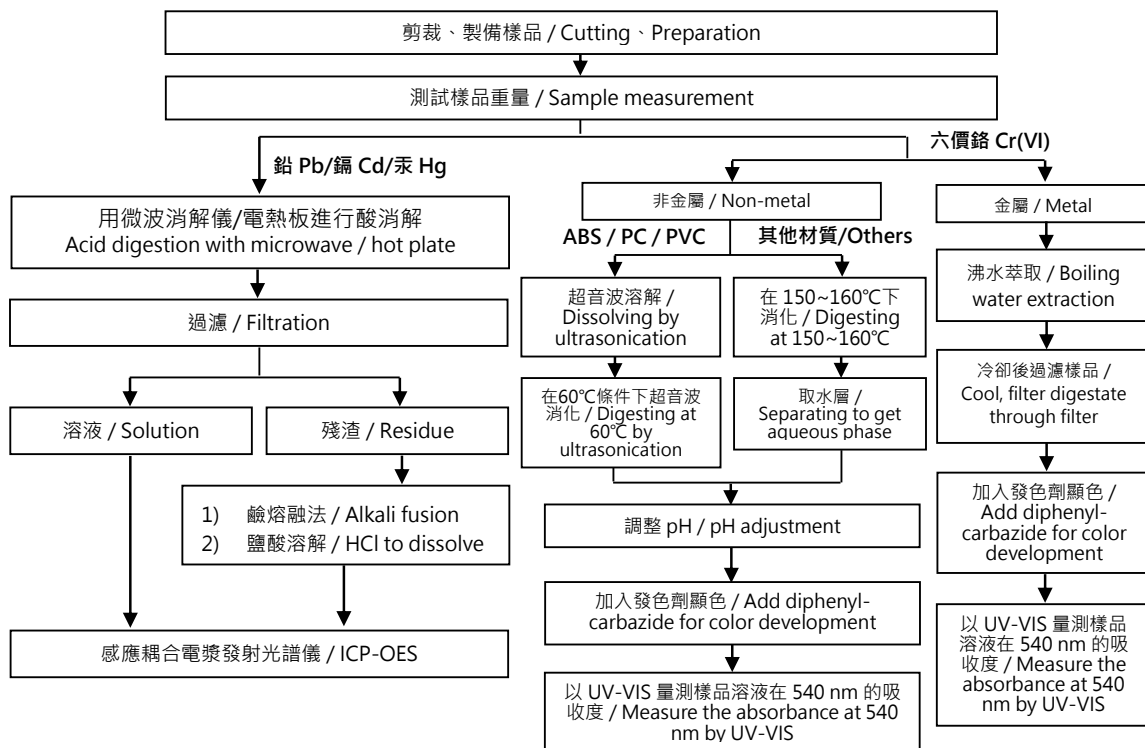 剪裁、製備樣品 / Cutting、Preparation
測試樣品重量 / Sample measurement
鉛 Pb/鎘 Cd/汞 Hg
六價鉻 Cr(VI)
用微波消解儀/電熱板進行酸消解
Acid digestion with microwave / hot plate
過濾 / Filtration
溶液 / Solution
殘渣 / Residue
1) 鹼熔融法 / Alkali fusion
2) 鹽酸溶解 / HCl to dissolve
感應耦合電漿發射光譜儀 / ICP-OES
非金屬 / Non-metal
ABS / PC / PVC
其他材質/Others
超音波溶解 /
Dissolving by
ultrasonication
在60℃條件下超音波
消化 / Digesting at
60℃ by
ultrasonication
在 150~160℃下
消化 / Digesting
at 150~160℃
取水層 /
Separating to get
aqueous phase
調整 pH / pH adjustment
加入發色劑顯色 / Add diphenyl-
carbazide for color development
以 UV-VIS 量測樣品溶液在 540 nm 的吸
收度 / Measure the absorbance at 540
nm by UV-VIS
金屬 / Metal
沸水萃取 / Boiling
water extraction
冷卻後過濾樣品 /
Cool, filter digestate
through filter
加入發色劑顯色 /
Add diphenyl-
carbazide for color
development
以 UV-VIS 量測樣品
溶液在 540 nm 的吸
收度 / Measure the
absorbance at 540
nm by UV-VIS